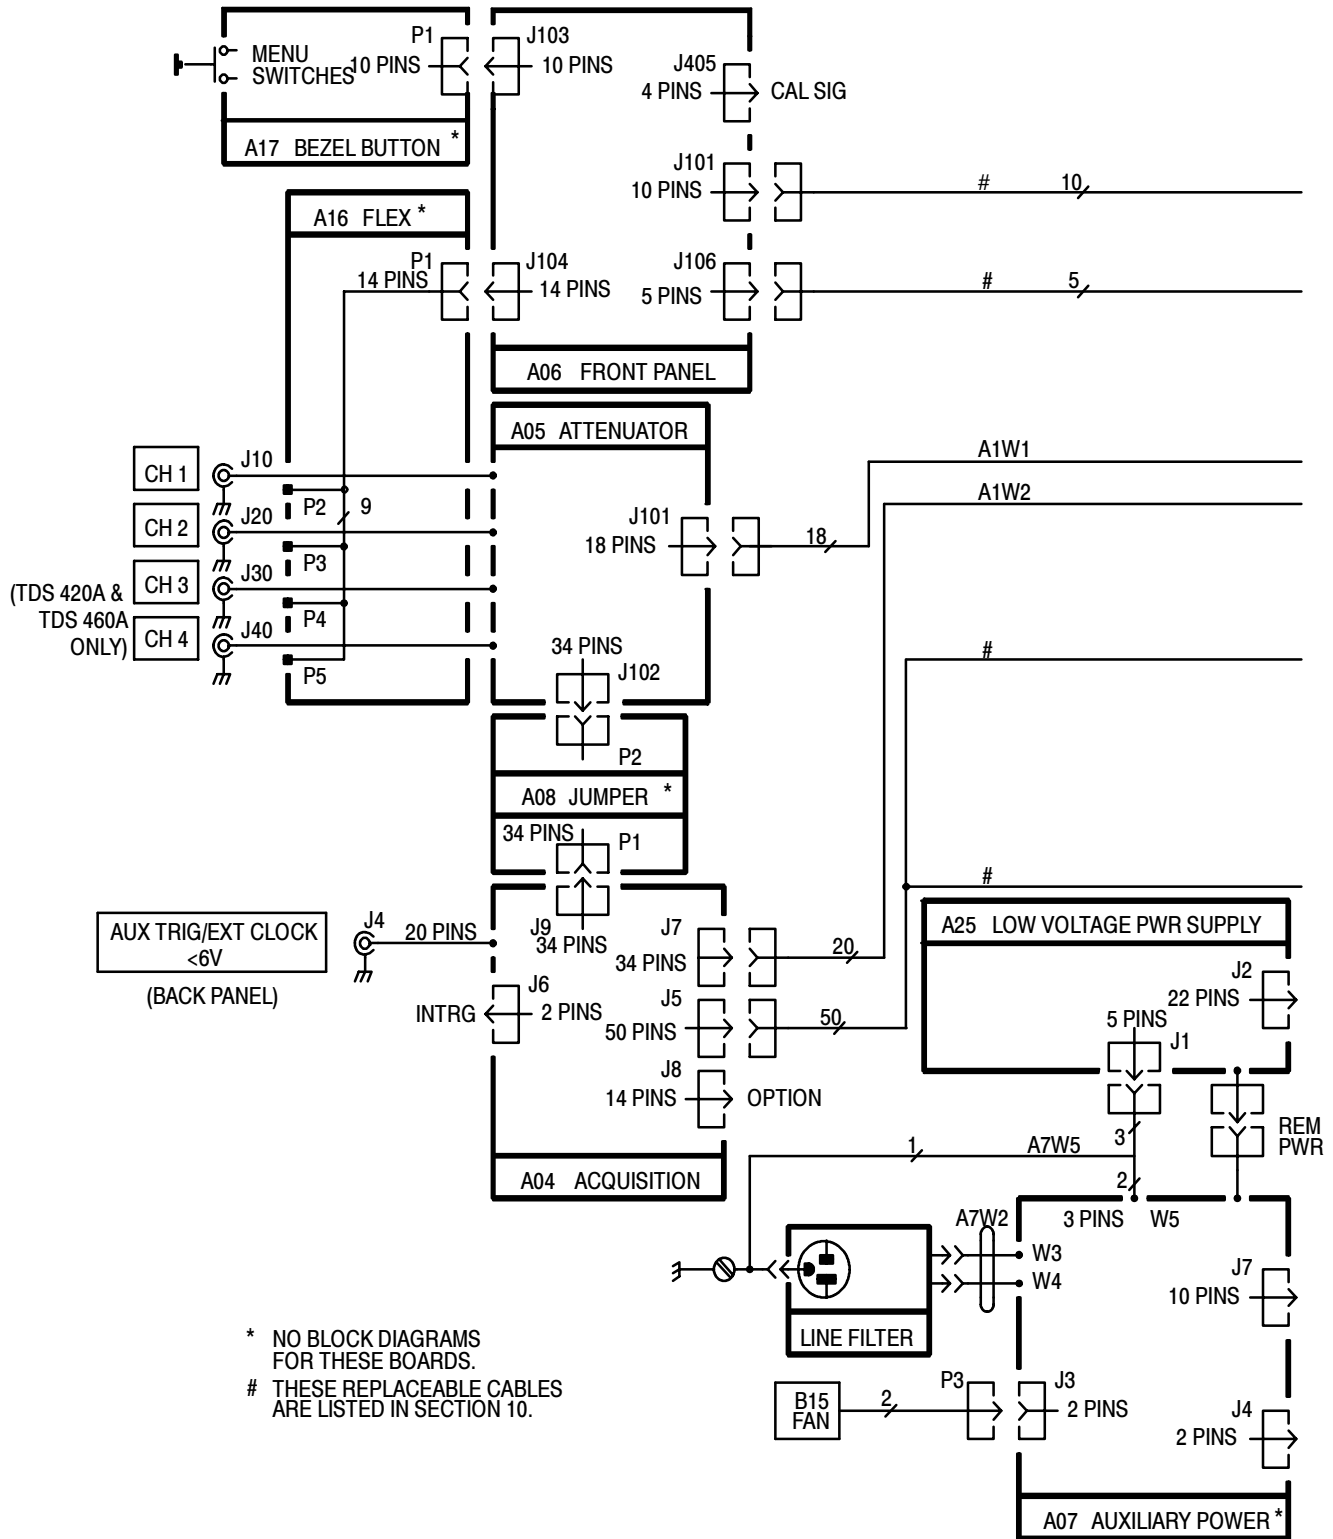 MENU
SWITCHES
P1
10 PINS
J103
10 PINS
A17 BEZEL BUTTON *
J405
4 PINS
CAL SIG
J101
10 PINS
#
10
A16 FLEX *
P1
14 PINS
J104
14 PINS
J106
5 PINS
#
5
A06 FRONT PANEL
A05 ATTENUATOR
CH 1
J10
P2
9
CH 2
J20
P3
(TDS 420A &
TDS 460A
ONLY)
CH 3
J30
P4
CH 4
J40
P5
J101
18 PINS
18
A1W1
A1W2
#
34 PINS
J102
P2
A08 JUMPER *
34 PINS
P1
#
AUX TRIG/EXT CLOCK
<6V
(BACK PANEL)
J4
20 PINS
J9
34 PINS
J7
34 PINS
20
INTRG
J6
2 PINS
J5
50 PINS
50
J8
14 PINS
OPTION
A04 ACQUISITION
A25 LOW VOLTAGE PWR SUPPLY
J2
22 PINS
5 PINS
J1
3
REM
PWR
1
A7W5
2
3 PINS
W5
A7W2
W3
W4
LINE FILTER
J7
10 PINS
B15
FAN
2
P3
J3
2 PINS
J4
2 PINS
A07 AUXILIARY POWER *
* NO BLOCK DIAGRAMS
FOR THESE BOARDS.
# THESE REPLACEABLE CABLES
ARE LISTED IN SECTION 10.